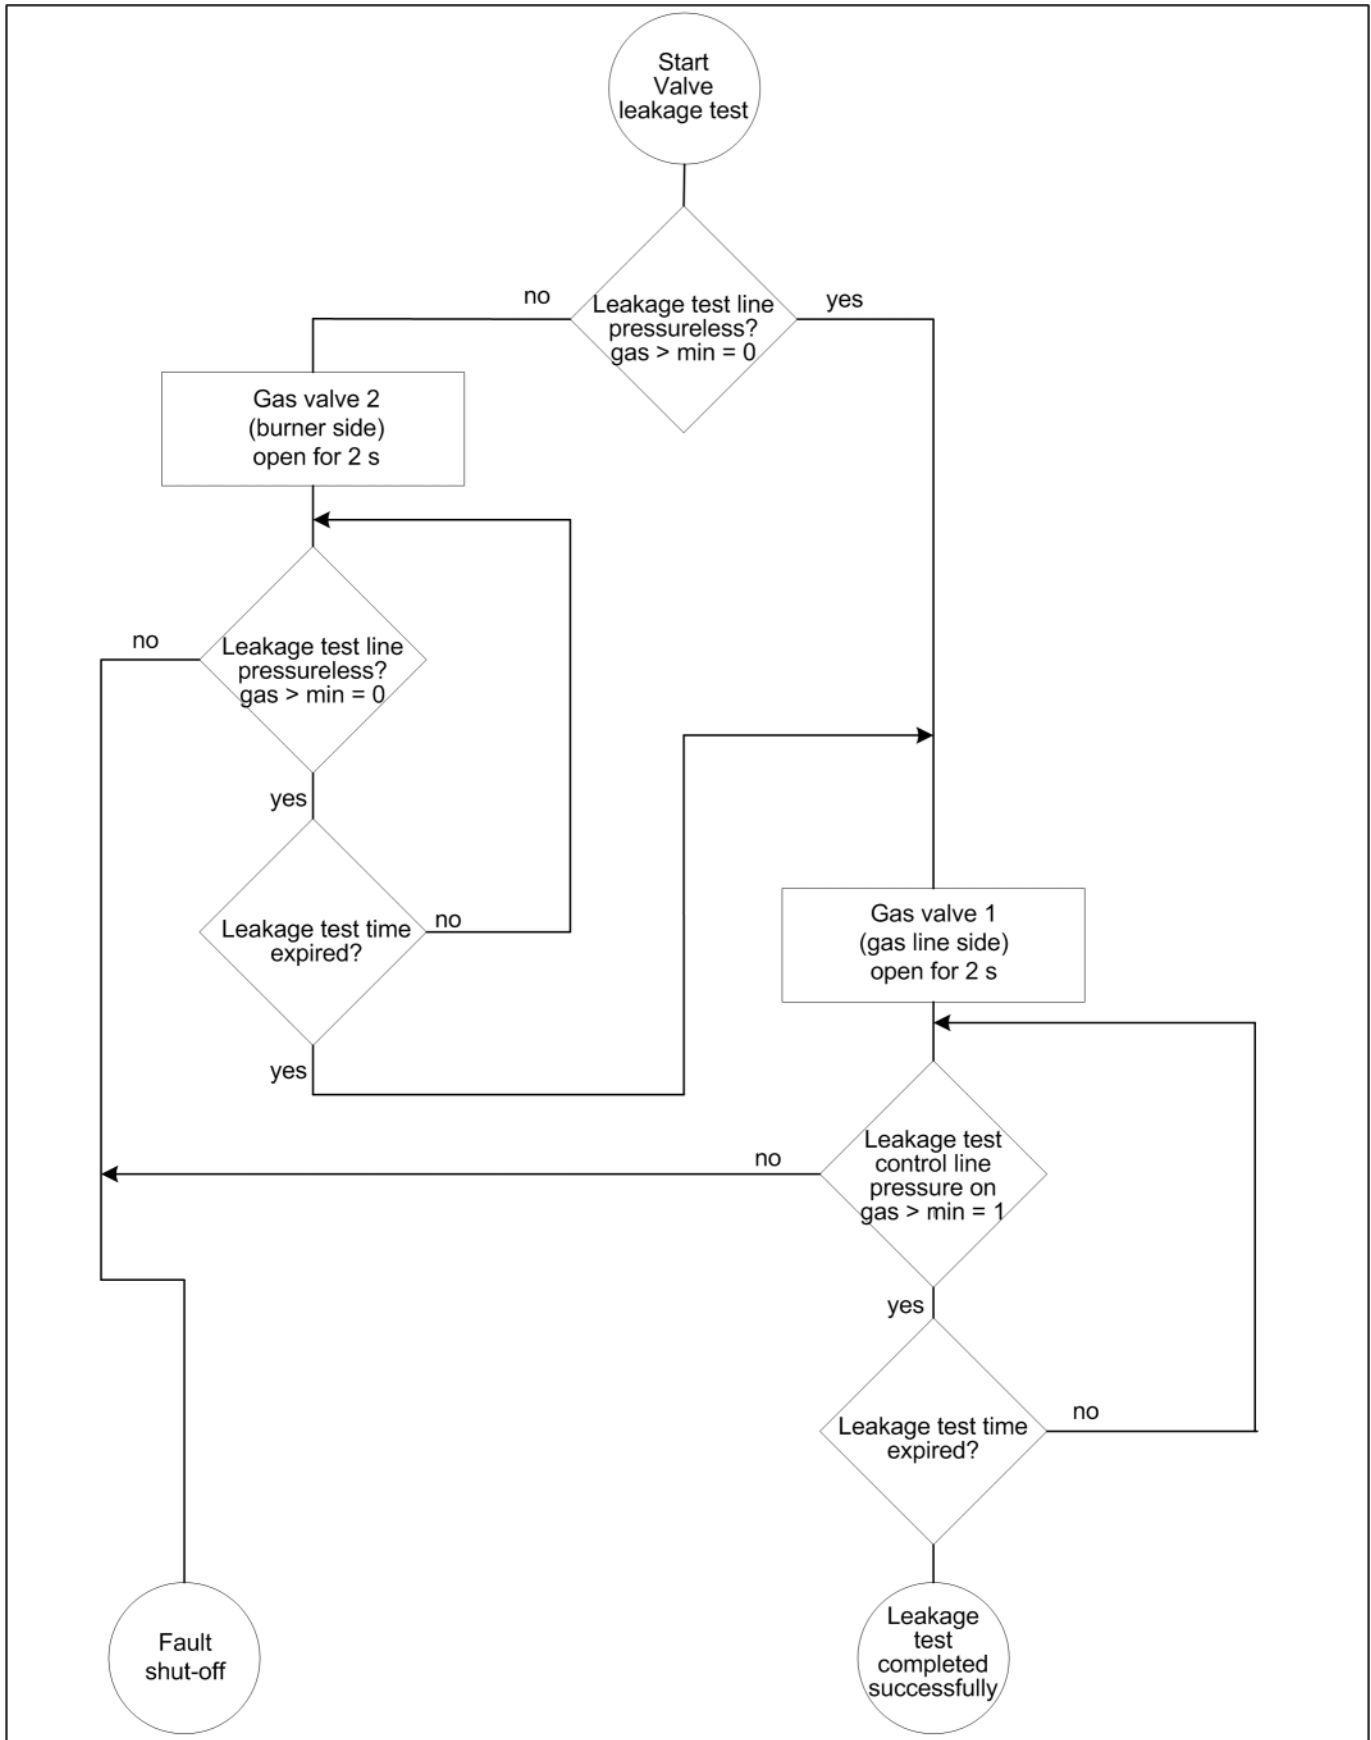 Start
Valve
leakage test
no
yes
Leakage test line
pressureless?
gas > min = 0
Gas valve 2
(burner side)
open for 2 s
no
Leakage test line
pressureless?
gas > min = 0
yes
Leakage test time
expired?
no
yes
Gas valve 1
(gas line side)
open for 2 s
no
Leakage test
control line
pressure on
gas > min = 1
yes
Leakage test time
expired?
no
Fault
shut-off
Leakage
test
completed
successfully